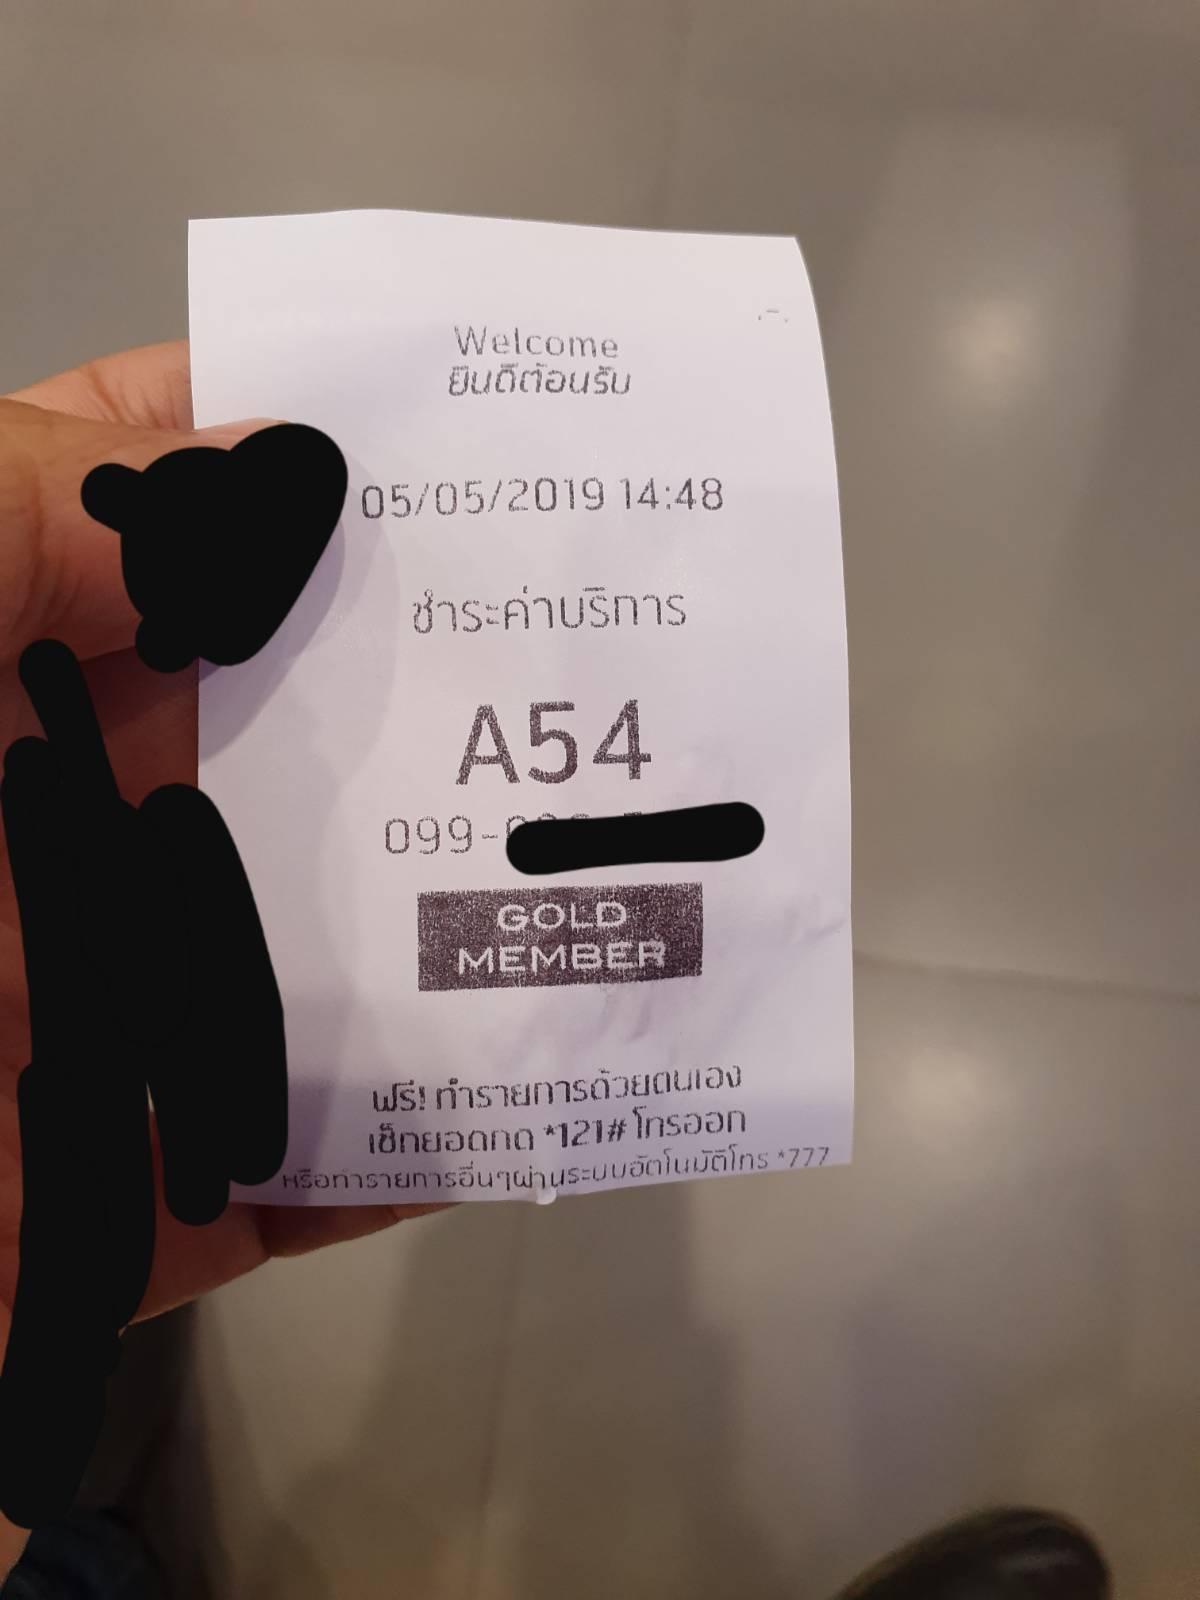 Welcome
ยินดีต้อนรับ
05/05/2019 14:48
ชำระค่าบริการ
A54
099-
GOLD
MEMBER
ฟรี! ทำรายการด้วยตนเอง
เช็กยอดกด *121# โทรออก
หรือทำรายการอื่นๆผ่านระบบอัตโนมัติโทร *777